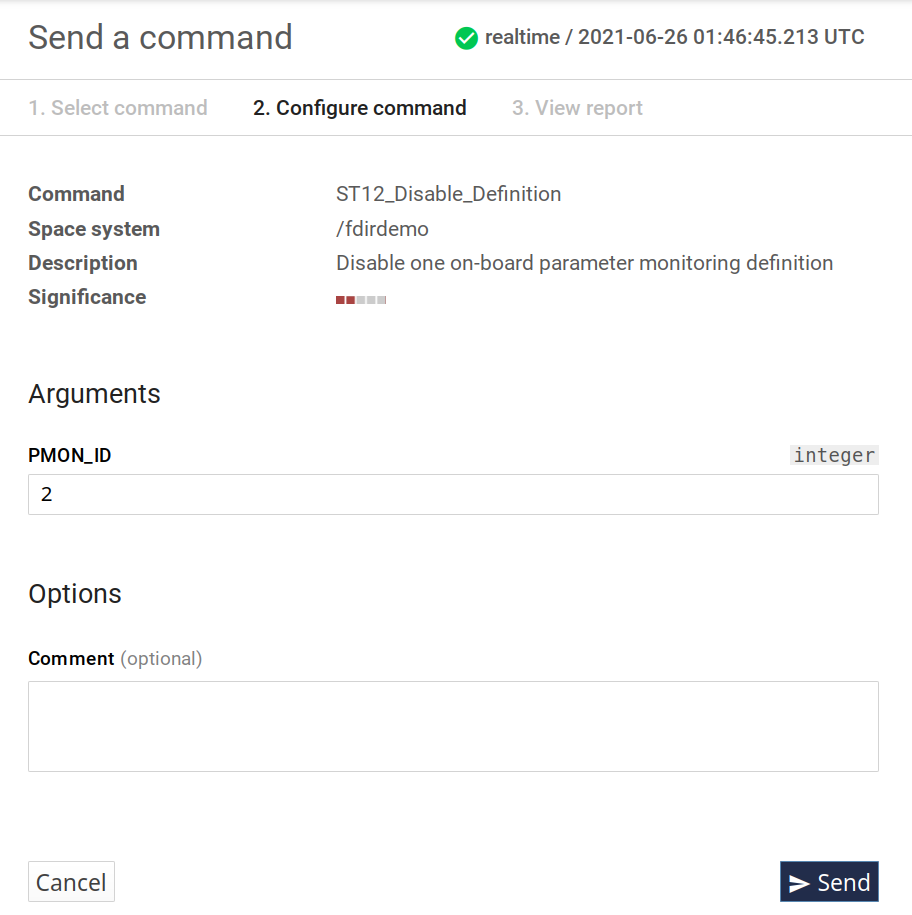 Send a command
realtime / 2021-06-26 01:46:45.213 UTC
1. Select command 2. Configure command 3. View report
Command ST12_Disable_Definition
Space system /fdirdemo
Description Disable one on-board parameter monitoring definition
Significance
Arguments
PMON_ID integer
2
Options
Comment (optional)
Cancel Send